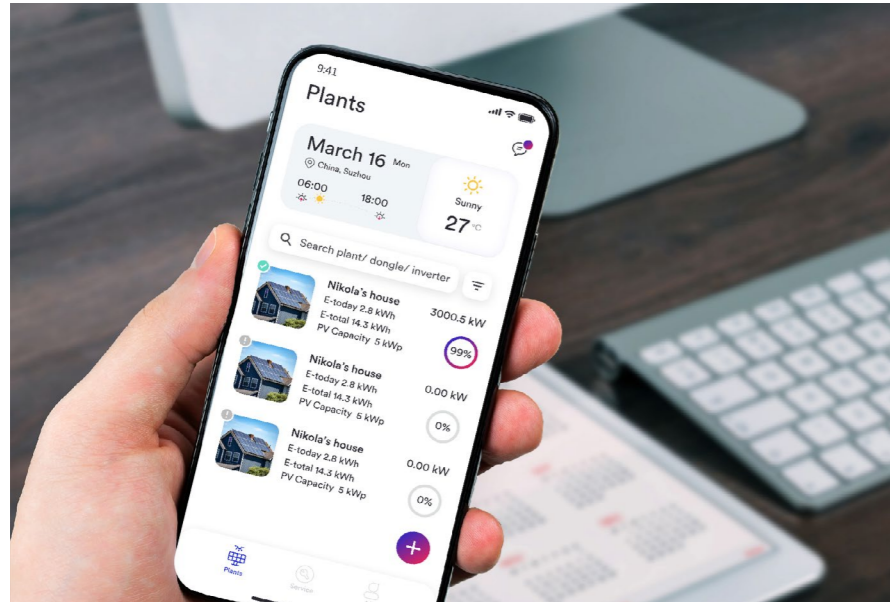 9:41
Plants
March 16 Mon
China, Suzhou
06:00 18:00
Sunny
27 °C
Search plant/ dongle/ inverter
Nikola's house
E-today 2.8 kWh
E-total 14.3 kWh
PV Capacity 5 kWp
3000.5 kW
99%
Nikola's house
E-today 2.8 kWh
E-total 14.3 kWh
PV Capacity 5 kWp
0.00 kW
0%
Nikola's house
E-today 2.8 kWh
E-total 14.3 kWh
PV Capacity 5 kWp
0.00 kW
0%
Plants
Service